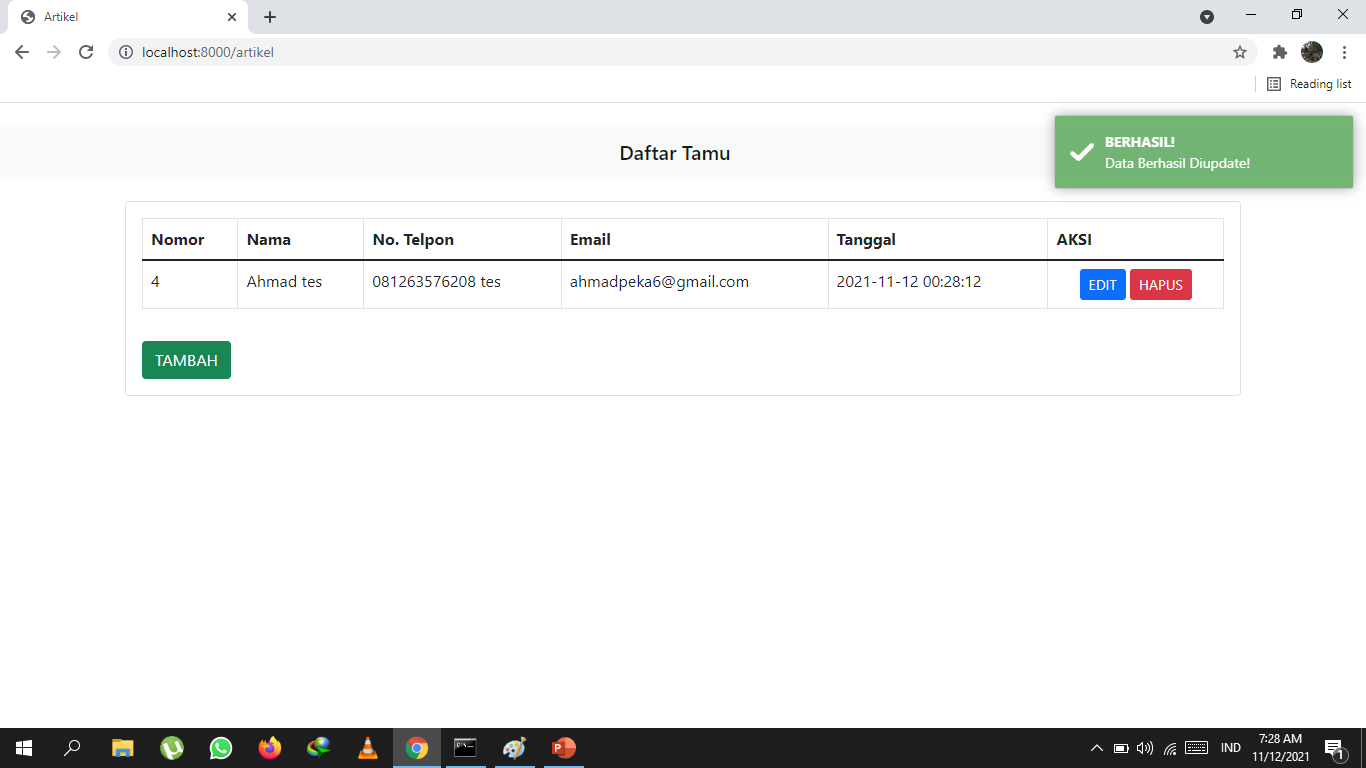 Artikel
localhost:8000/artikel
Reading list
BERHASIL!
Data Berhasil Diupdate!
Daftar Tamu
Nomor Nama No. Telpon Email Tanggal AKSI
4 Ahmad tes 081263576208 tes ahmadpeka6@gmail.com 2021-11-12 00:28:12 EDIT HAPUS
TAMBAH
IND
7:28 AM
11/12/2021
1